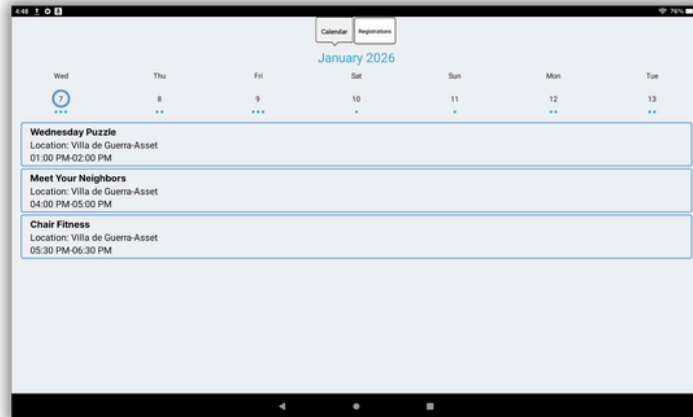 4:48
76%
Calendar
Registrations
January 2026
Wed Thu Fri Sat Sun Mon Tue
7 8 9 10 11 12 13
Wednesday Puzzle
Location: Villa de Guerra-Asset
01:00 PM-02:00 PM
Meet Your Neighbors
Location: Villa de Guerra-Asset
04:00 PM-05:00 PM
Chair Fitness
Location: Villa de Guerra-Asset
05:30 PM-06:30 PM